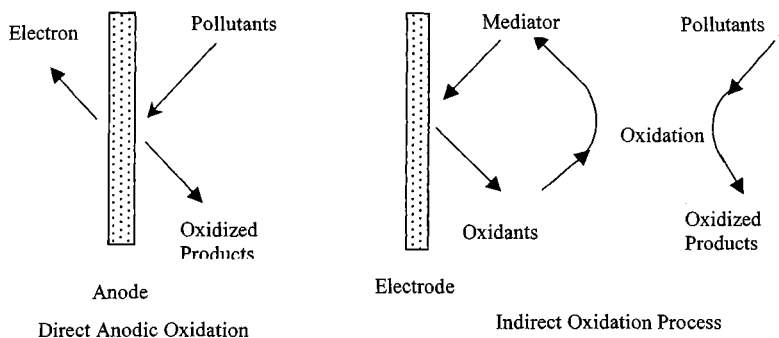 Electron
Pollutants
Oxidized
Products
Anode
Direct Anodic Oxidation
Mediator
Pollutants
Oxidation
Oxidants
Oxidized
Products
Electrode
Indirect Oxidation Process